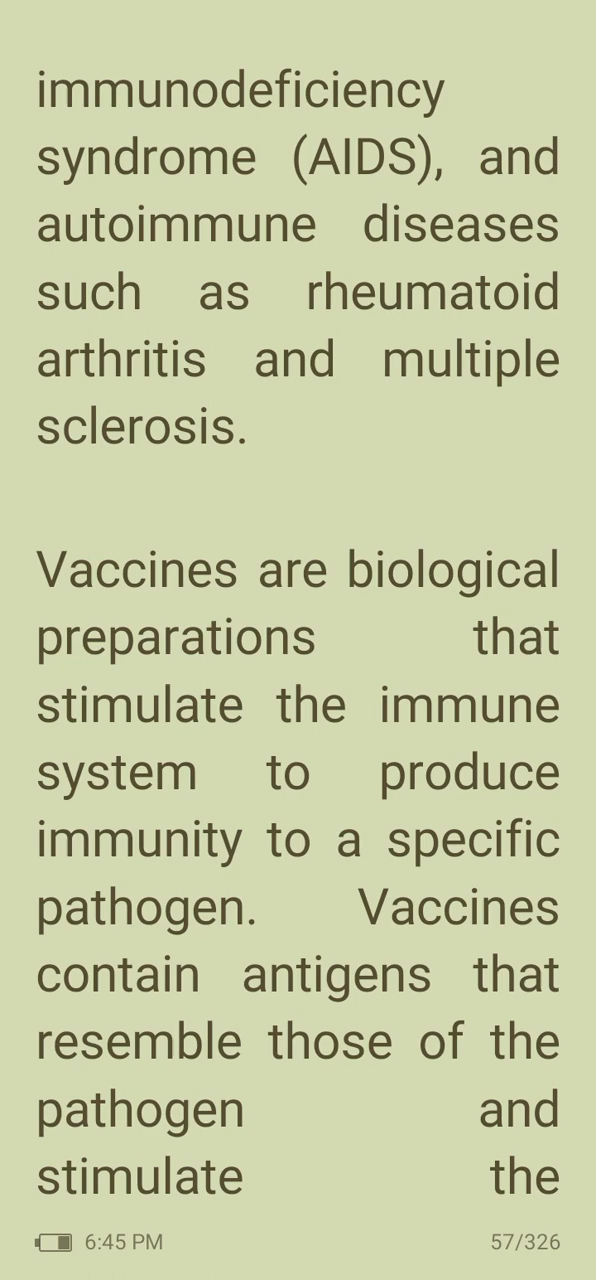 immunodeficiency
syndrome (AIDS), and
autoimmune diseases
such as rheumatoid
arthritis and multiple
sclerosis.
Vaccines are biological
preparations that
stimulate the immune
system to produce
immunity to a specific
pathogen. Vaccines
contain antigens that
resemble those of the
pathogen and
stimulate the
6:45 PM 57/326